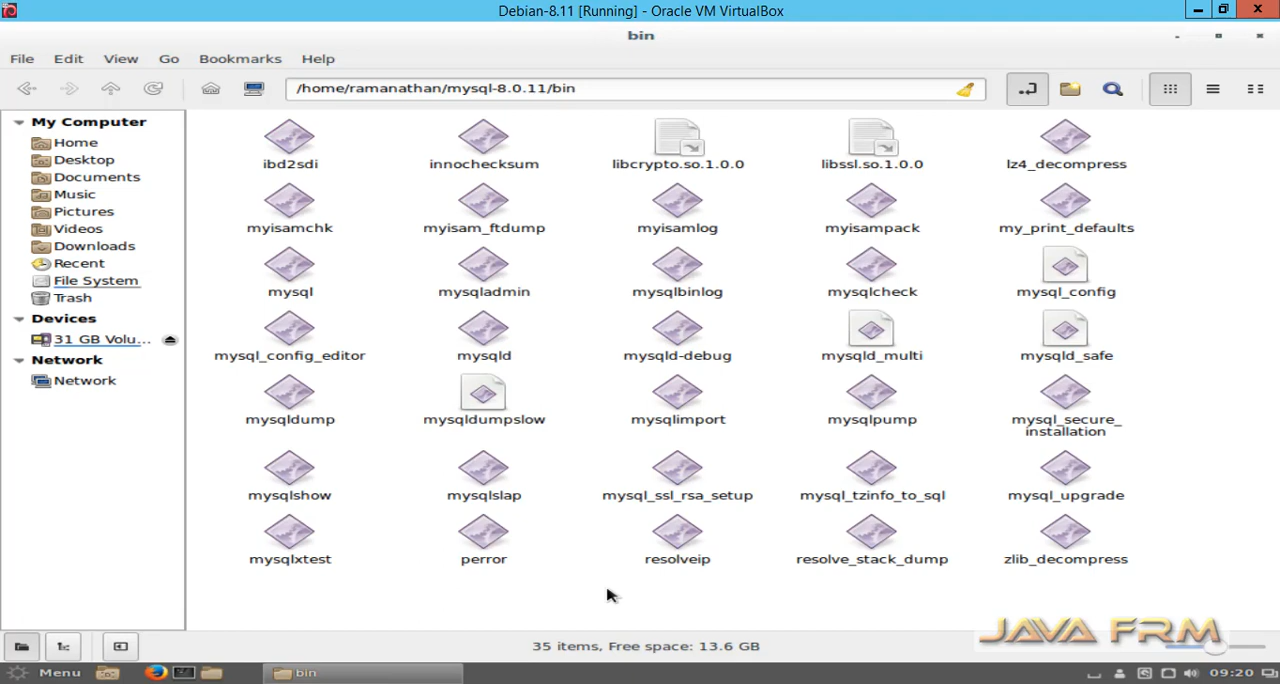 Debian-8.11 [Running] - Oracle VM VirtualBox
bin
File Edit View Go Bookmarks Help
/home/ramanathan/mysql-8.0.11/bin
My Computer
Home
Desktop
Documents
Music
Pictures
Videos
Downloads
Recent
File System
Trash
Devices
31 GB Volu...
Network
Network
ibd2sdi innochecksum libcrypto.so.1.0.0 libssl.so.1.0.0 lz4_decompress
myisamchk myisam_ftdump myisamlog myisampack my_print_defaults
mysql mysqladmin mysqlbinlog mysqlcheck mysql_config
mysql_config_editor mysqld mysqld-debug mysqld_multi mysqld_safe
mysqldump mysqldumpslow mysqlimport mysqlpump mysql_secure_
installation
mysqlshow mysqlslap mysql_ssl_rsa_setup mysql_tzinfo_to_sql mysql_upgrade
mysqlxtest perror resolveip resolve_stack_dump zlib_decompress
35 items, Free space: 13.6 GB
JAVA FRM
Menu bin 09:20